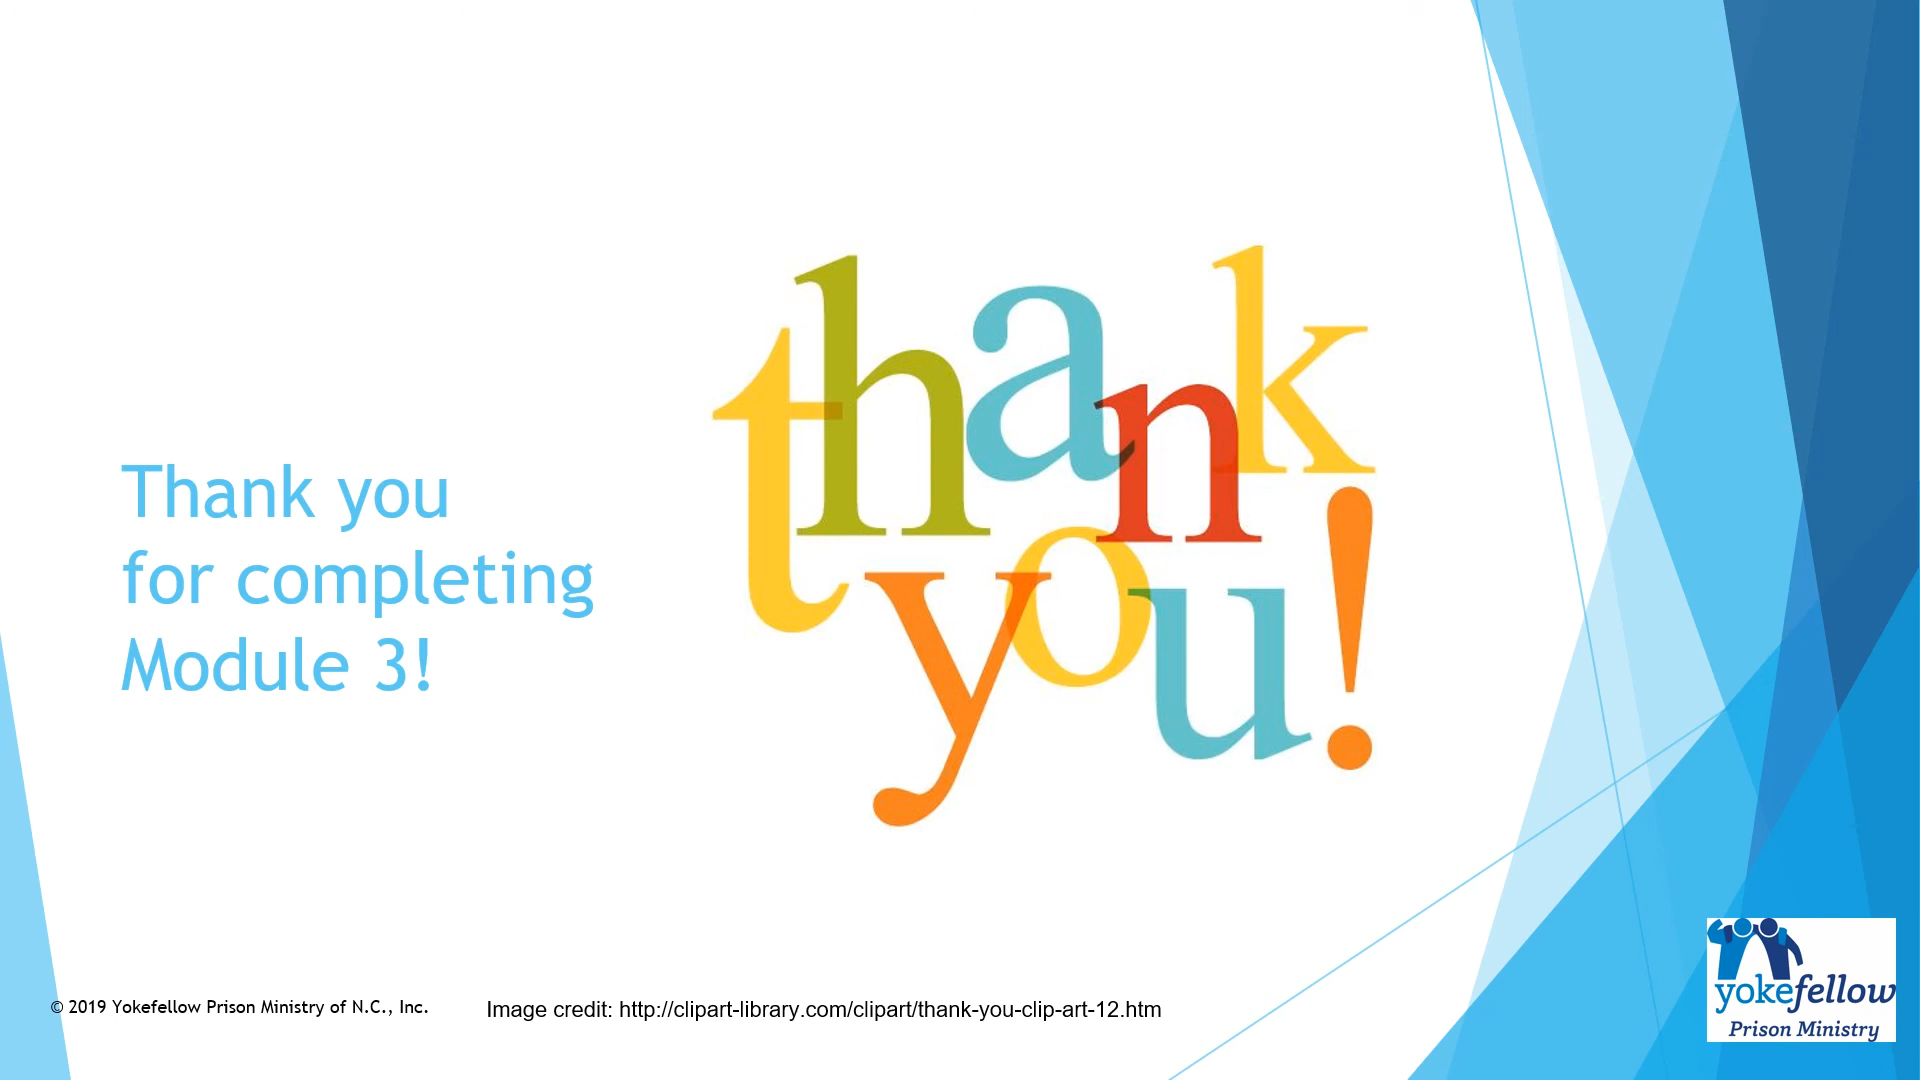 Thank you
for completing
Module 3!
thank
you!
© 2019 Yokefellow Prison Ministry of N.C., Inc.
Image credit: http://clipart-library.com/clipart/thank-you-clip-art-12.htm
yokefellow
Prison Ministry